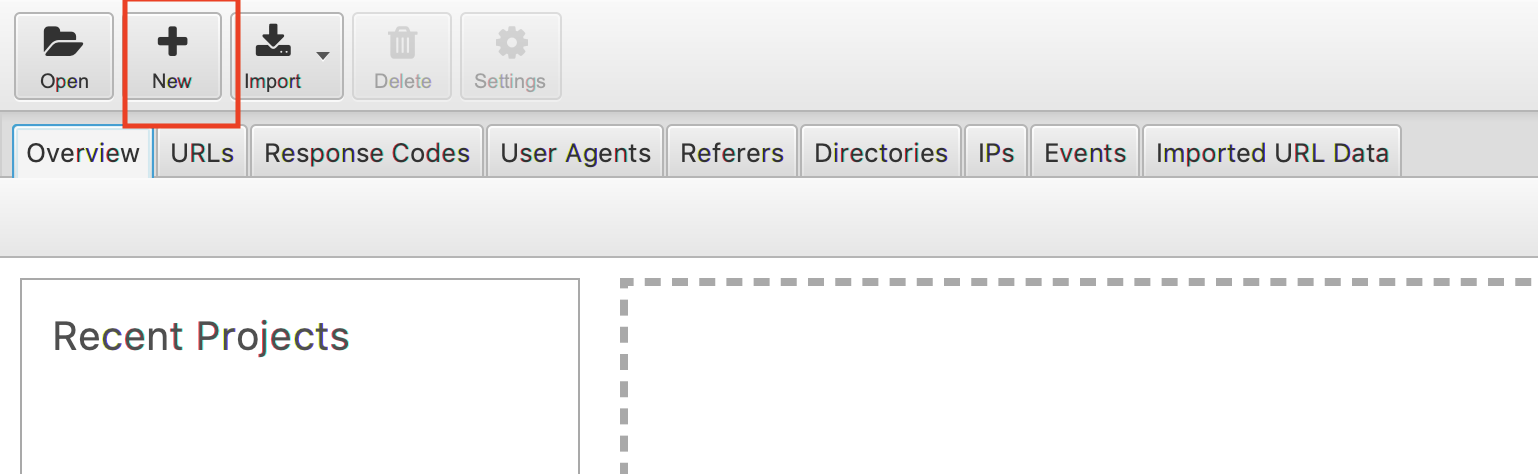 Open New Import Delete Settings
Overview URLs Response Codes User Agents Referers Directories IPs Events Imported URL Data
Recent Projects